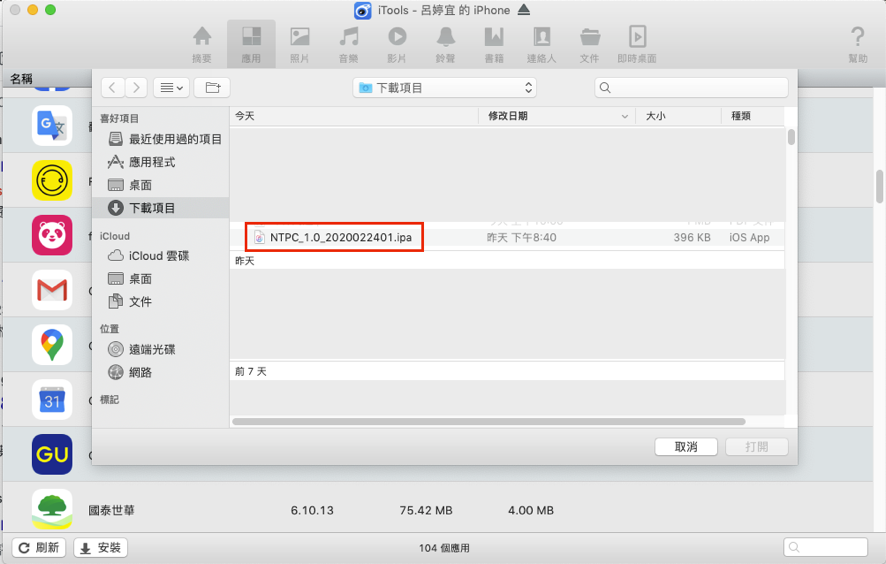 iTools - 呂婷宜 的 iPhone
摘要 應用 照片 音樂 影片 鈴聲 書籍 連絡人 文件 即時桌面 幫助
名稱
下載項目
喜好項目
最近使用過的項目
應用程式
桌面
下載項目
iCloud
iCloud 雲碟
桌面
文件
位置
遠端光碟
網路
標記
今天 修改日期 大小 種類
NTPC_1.0_2020022401.ipa 昨天 下午8:40 396 KB iOS App
昨天
前 7 天
取消 打開
31
GU
國泰世華 6.10.13 75.42 MB 4.00 MB
刷新 安裝 104 個應用